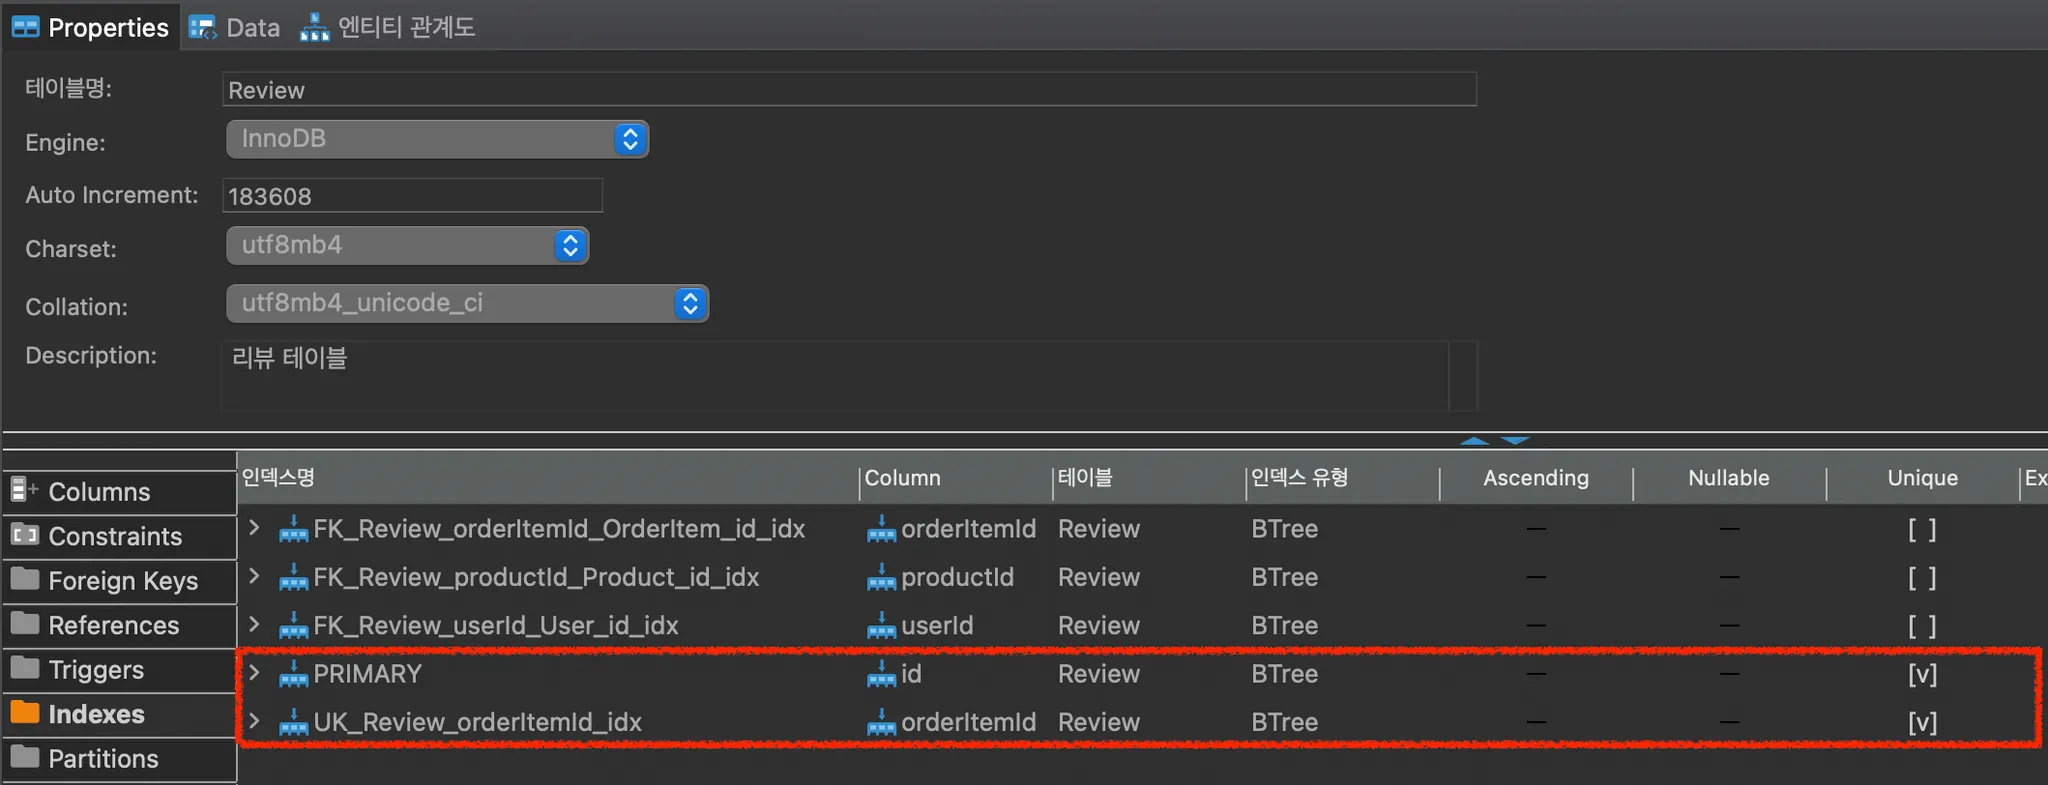 Properties Data 엔티티 관계도
테이블명: Review
Engine: InnoDB
Auto Increment: 183608
Charset: utf8mb4
Collation: utf8mb4_unicode_ci
Description: 리뷰 테이블
인덱스명 Column 테이블 인덱스 유형 Ascending Nullable Unique Ex
Columns
Constraints
Foreign Keys
References
Triggers
Indexes
Partitions
FK_Review_orderItemId_OrderItem_id_idx orderItemId Review BTree — — [ ]
FK_Review_productId_Product_id_idx productId Review BTree — — [ ]
FK_Review_userId_User_id_idx userId Review BTree — — [ ]
PRIMARY id Review BTree — — [v]
UK_Review_orderItemId_idx orderItemId Review BTree — — [v]